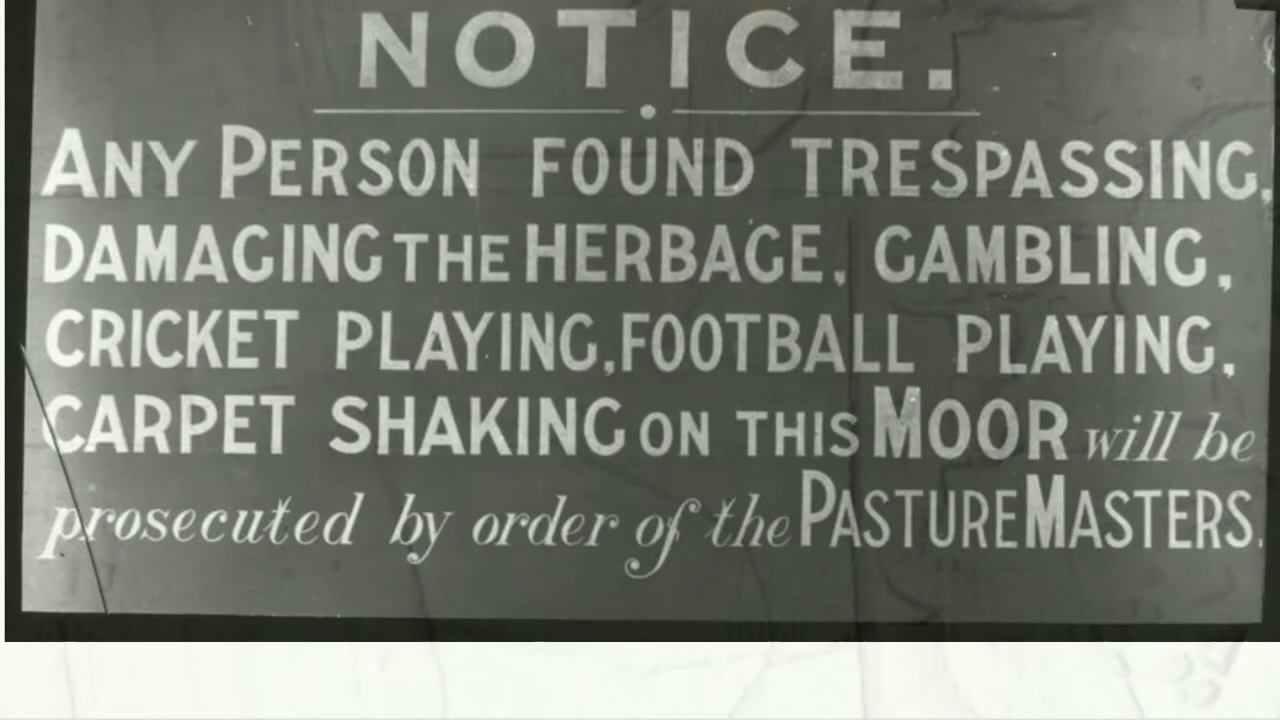 NOTICE.
ANY PERSON FOUND TRESPASSING,
DAMAGING THE HERBAGE, GAMBLING,
CRICKET PLAYING, FOOTBALL PLAYING,
CARPET SHAKING ON THIS MOOR will be
prosecuted by order of the PASTURE MASTERS.